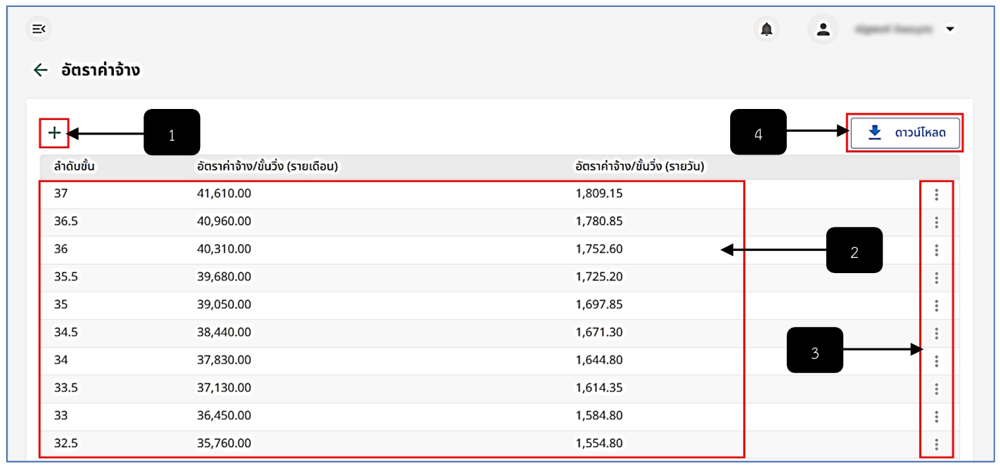 อัตราค่าจ้าง
1
4
ดาวน์โหลด
ลำดับขั้น อัตราค่าจ้าง/ขั้นวิ่ง (รายเดือน) อัตราค่าจ้าง/ขั้นวิ่ง (รายวัน)
37 41,610.00 1,809.15
36.5 40,960.00 1,780.85
36 40,310.00 1,752.60
2
35.5 39,680.00 1,725.20
35 39,050.00 1,697.85
34.5 38,440.00 1,671.30
3
34 37,830.00 1,644.80
33.5 37,130.00 1,614.35
33 36,450.00 1,584.80
32.5 35,760.00 1,554.80